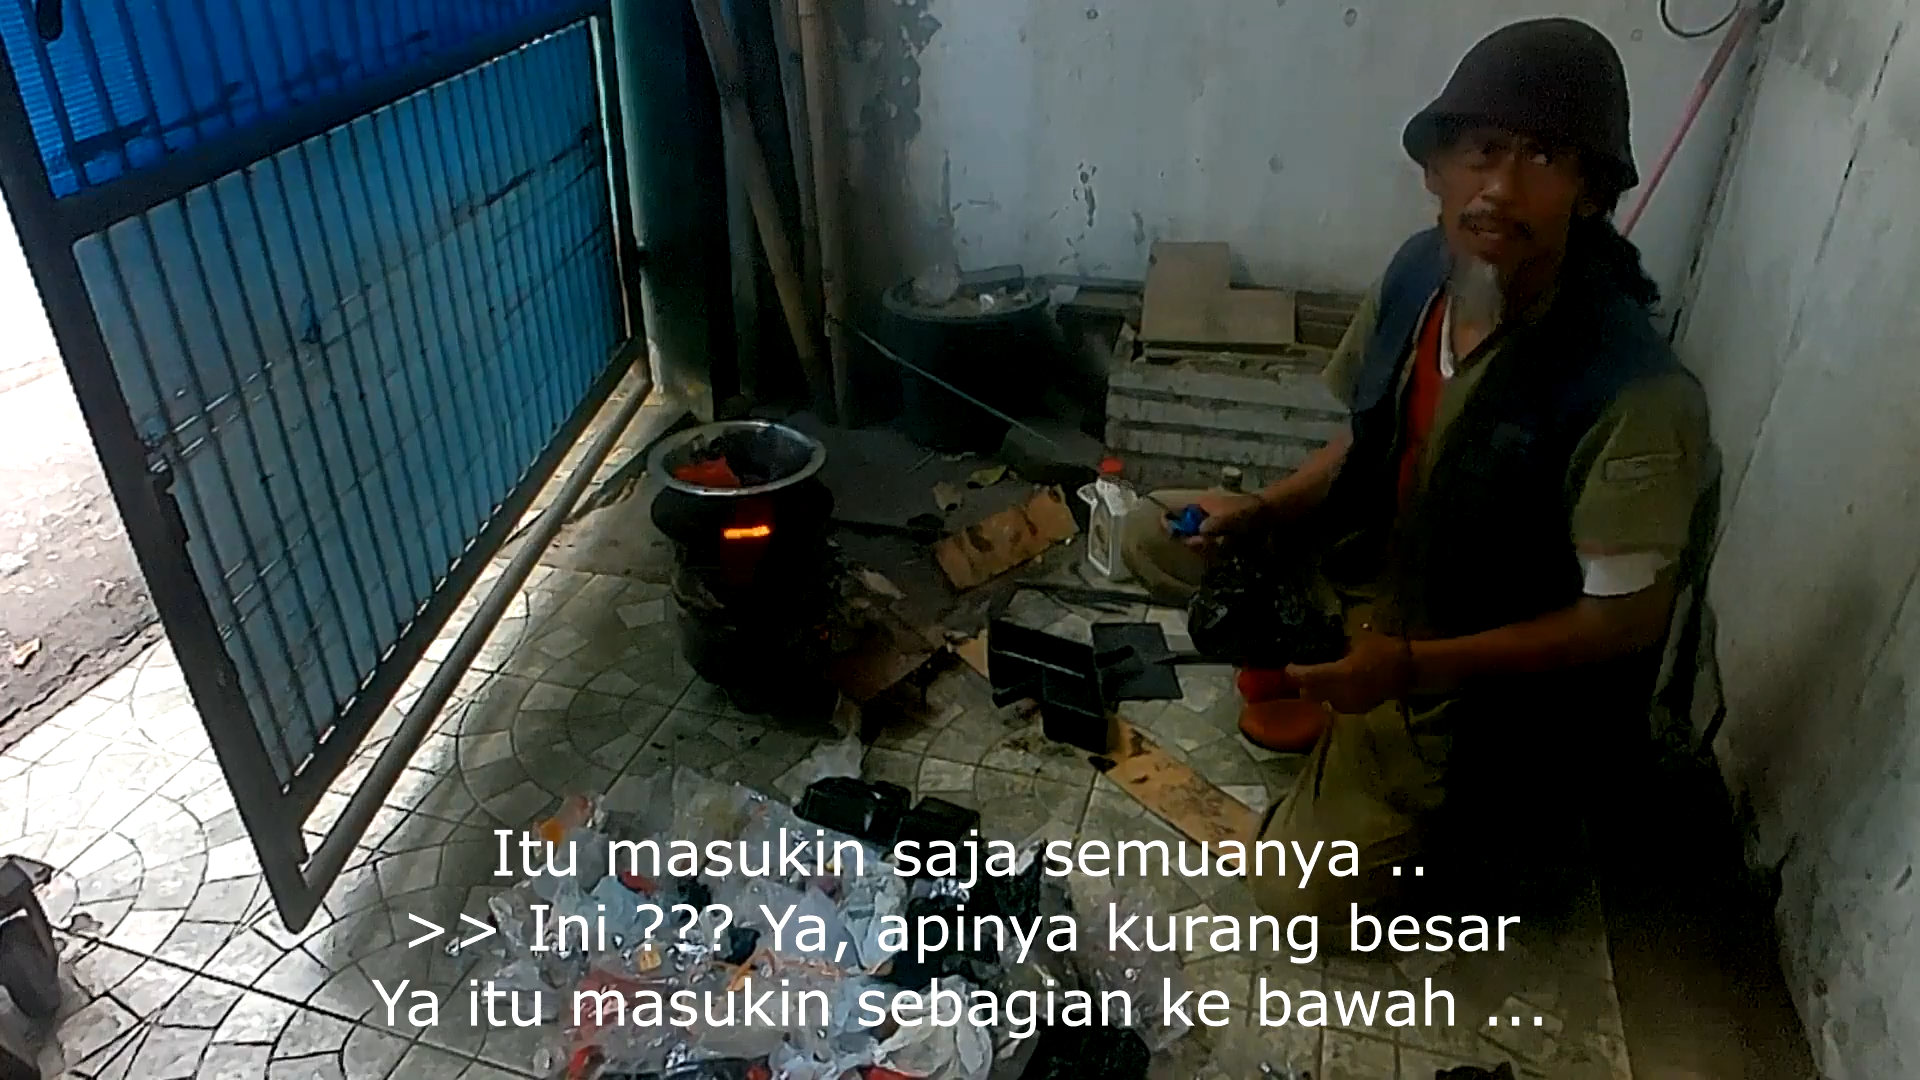 Itu masukin saja semuanya ..
>> Ini ??? Ya, apinya kurang besar
Ya itu masukin sebagian ke bawah ...